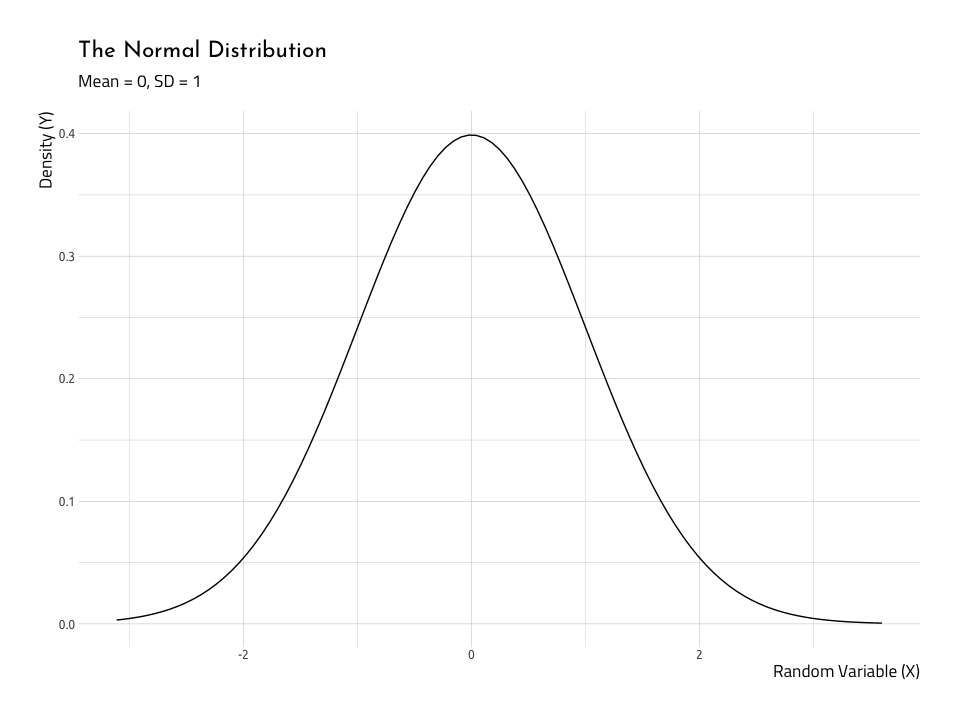 The Normal Distribution
Mean = 0, SD = 1
Density (Y)
0.4
0.3
0.2
0.1
0.0
-2
0
2
Random Variable (X)